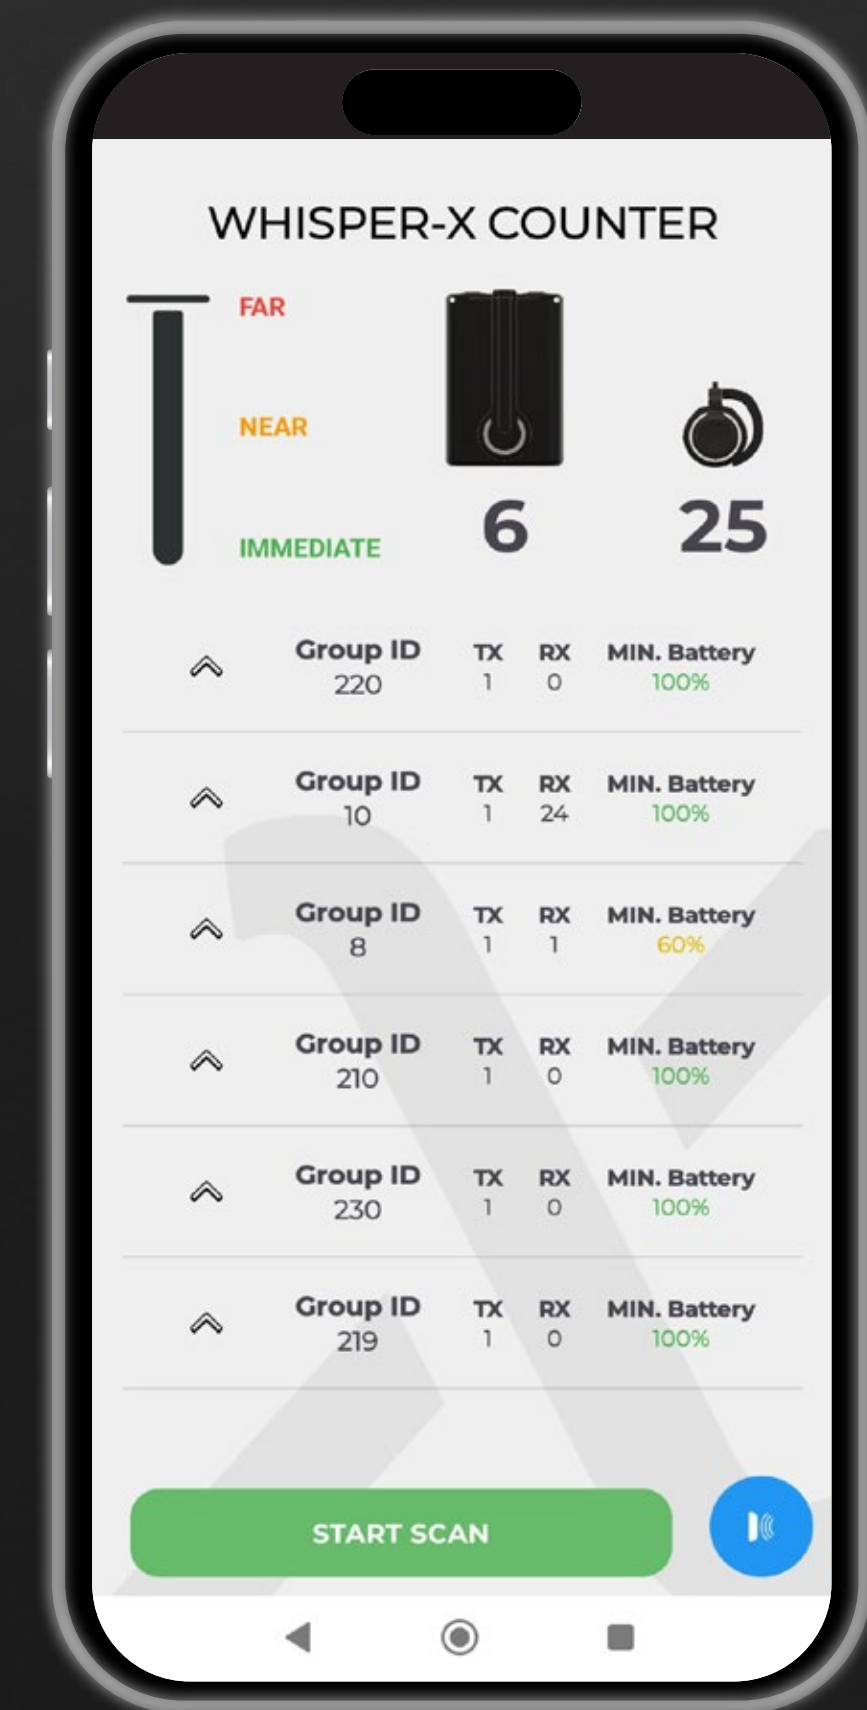 WHISPER-X COUNTER
FAR
NEAR
IMMEDIATE
6 25
Group ID TX RX MIN. Battery
220 1 0 100%
Group ID TX RX MIN. Battery
10 1 24 100%
Group ID TX RX MIN. Battery
8 1 1 60%
Group ID TX RX MIN. Battery
210 1 0 100%
Group ID TX RX MIN. Battery
230 1 0 100%
Group ID TX RX MIN. Battery
219 1 0 100%
START SCAN